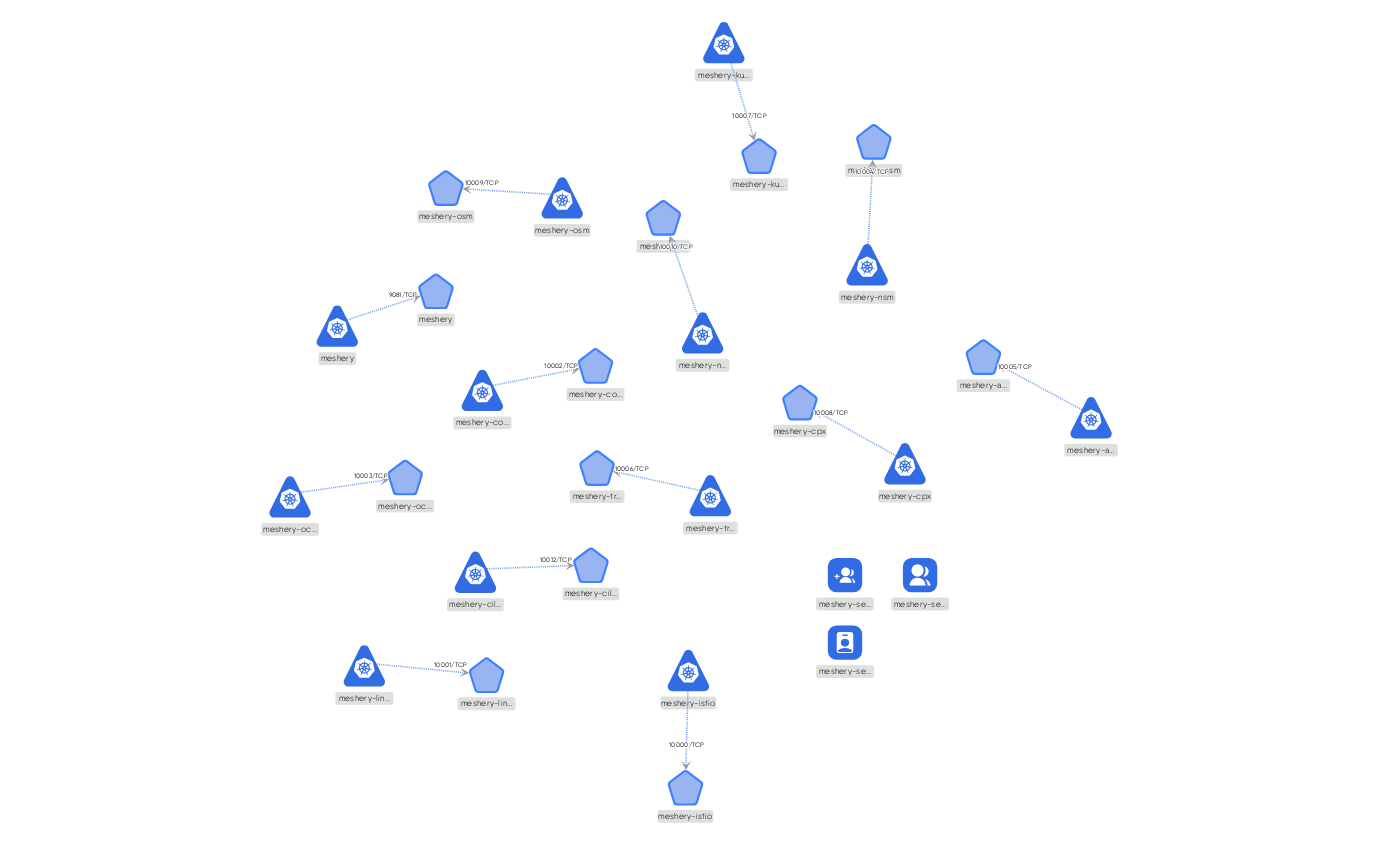 meshery-ku...
10007/TCP
meshery-ku...
10009/TCP
meshery-osm
meshery-osm
10010/TCP
meshery-n...
meshery-nsm
9081/TCP
meshery
meshery
10002/TCP
meshery-co...
meshery-co...
10005/TCP
meshery-a...
meshery-a...
10008/TCP
meshery-cpx
meshery-cpx
10003/TCP
meshery-oc...
meshery-oc...
10006/TCP
meshery-tr...
meshery-tr...
10012/TCP
meshery-cil...
meshery-cil...
meshery-se...
meshery-se...
meshery-se...
10001/TCP
meshery-lin...
meshery-lin...
meshery-istio
10000/TCP
meshery-istio